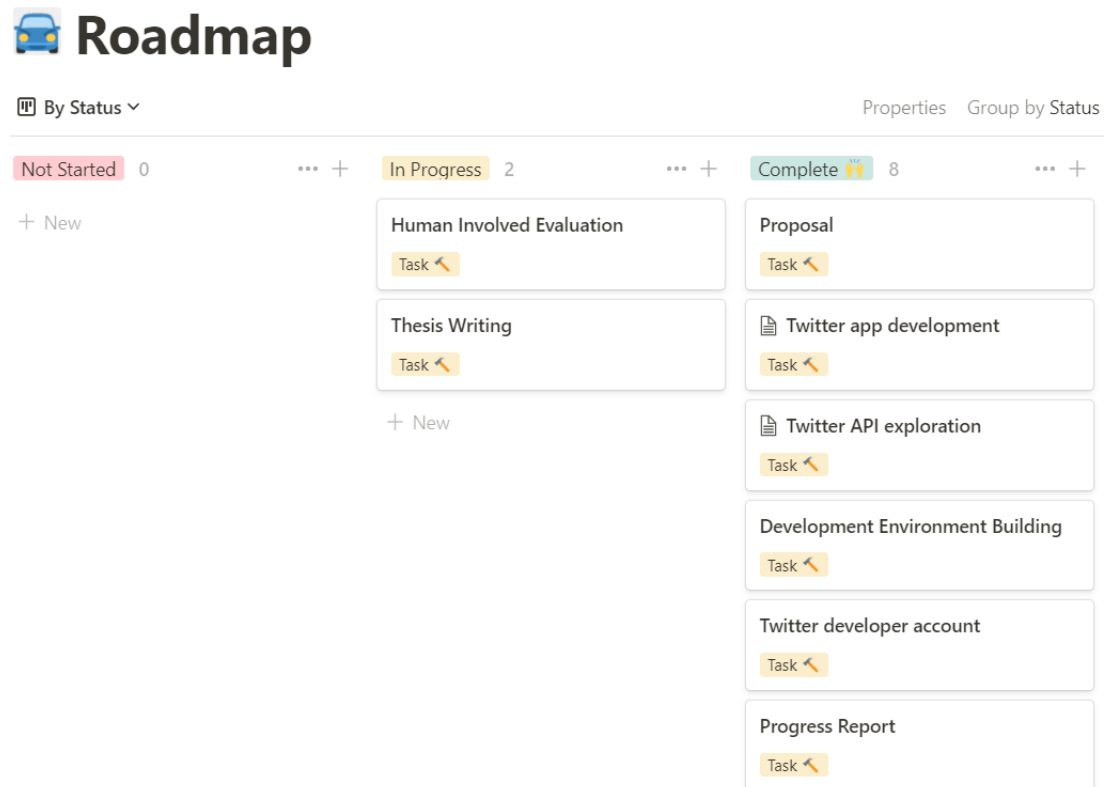 Roadmap
By Status
Properties Group by Status
Not Started 0
+ New
In Progress 2
Human Involved Evaluation
Task 🔨
Thesis Writing
Task 🔨
+ New
Complete 🙌 8
Proposal
Task 🔨
Twitter app development
Task 🔨
Twitter API exploration
Task 🔨
Development Environment Building
Task 🔨
Twitter developer account
Task 🔨
Progress Report
Task 🔨